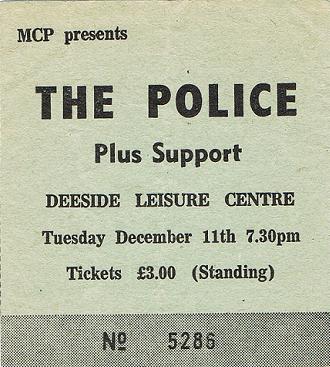 MCP presents
THE POLICE
Plus Support
DEESIDE LEISURE CENTRE
Tuesday December 11th 7.30pm
Tickets £3.00 (Standing)
Nº 5286